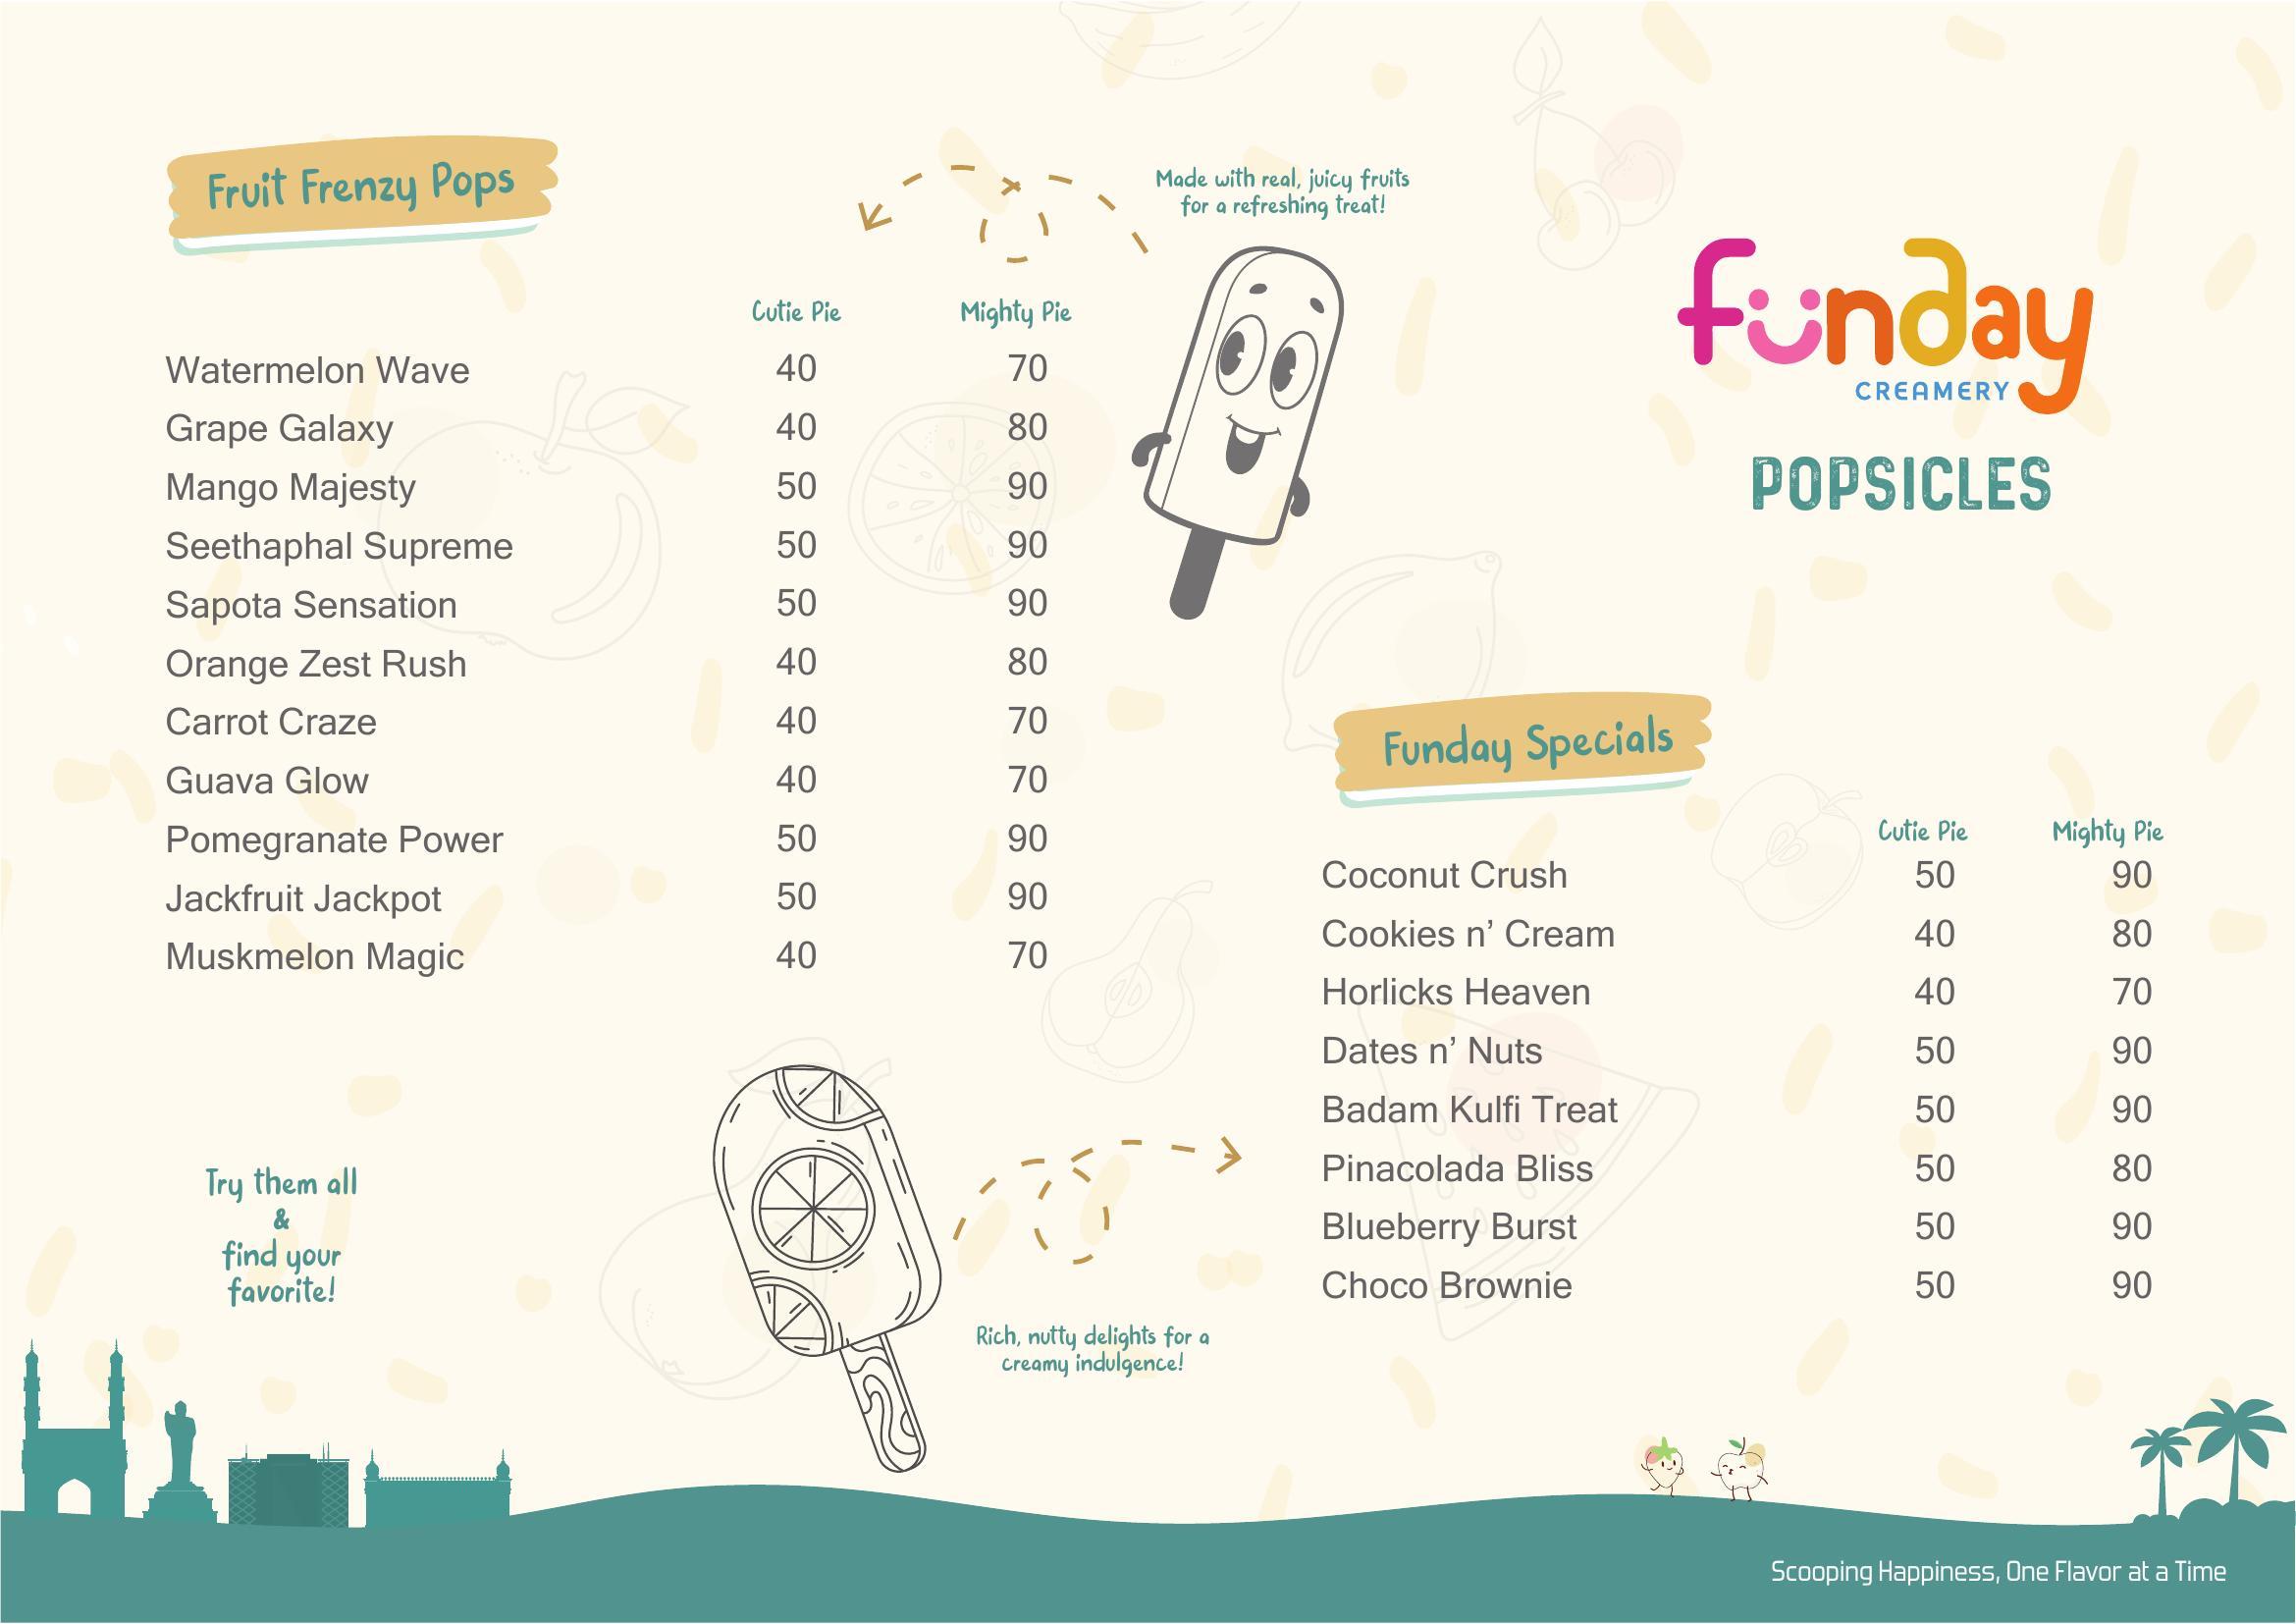 Fruit Frenzy Pops
Made with real, juicy fruits
for a refreshing treat!
Cutie Pie Mighty Pie
Watermelon Wave 40 70
Grape Galaxy 40 80
Mango Majesty 50 90
Seethaphal Supreme 50 90
Sapota Sensation 50 90
Orange Zest Rush 40 80
Carrot Craze 40 70
Guava Glow 40 70
Pomegranate Power 50 90
Jackfruit Jackpot 50 90
Muskmelon Magic 40 70
funday
CREAMERY
POPSICLES
Funday Specials
Cutie Pie Mighty Pie
Coconut Crush 50 90
Cookies n’ Cream 40 80
Horlicks Heaven 40 70
Dates n’ Nuts 50 90
Badam Kulfi Treat 50 90
Pinacolada Bliss 50 80
Blueberry Burst 50 90
Choco Brownie 50 90
Try them all
&
find your
favorite!
Rich, nutty delights for a
creamy indulgence!
Scooping Happiness, One Flavor at a Time